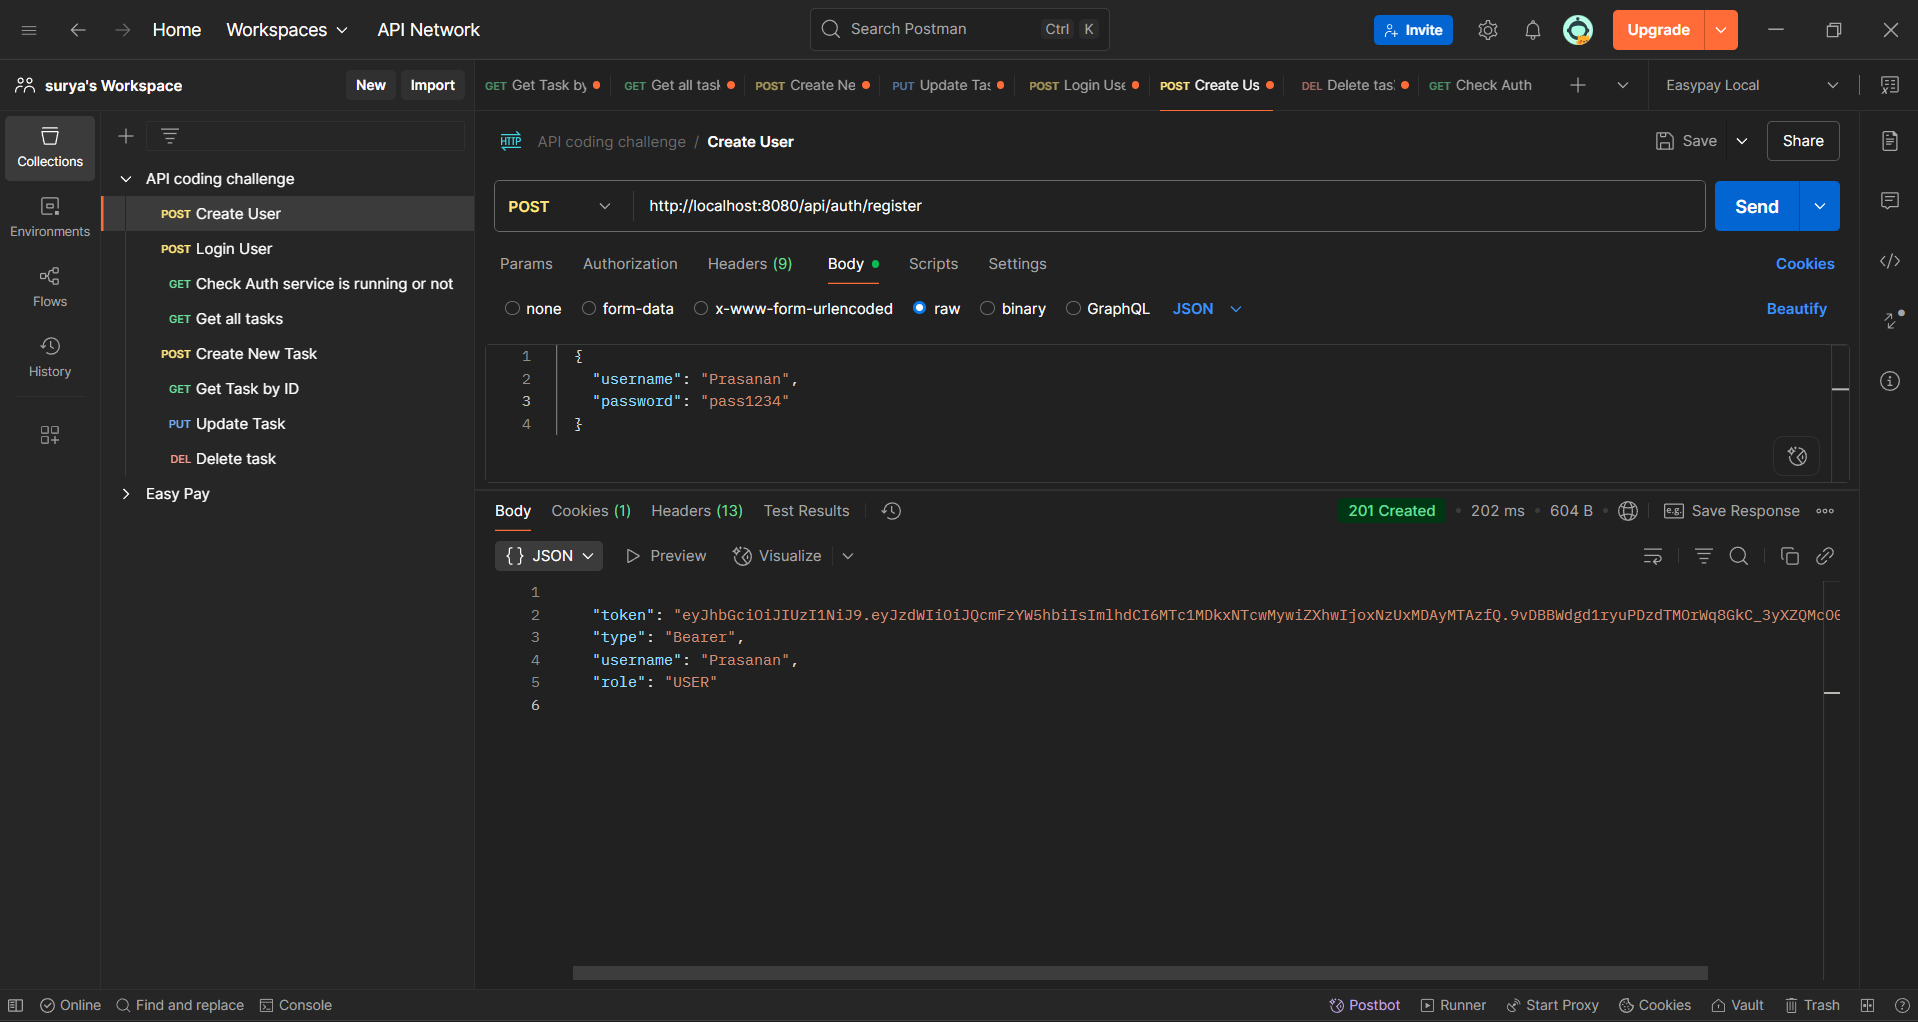 Home Workspaces API Network Search Postman Ctrl K Invite Upgrade
surya's Workspace New Import
GET Get Task by GET Get all task POST Create Ne PUT Update Tas POST Login Use POST Create Us DEL Delete tas GET Check Auth Easypay Local
Collections
Environments
Flows
History
API coding challenge
POST Create User
POST Login User
GET Check Auth service is running or not
GET Get all tasks
POST Create New Task
GET Get Task by ID
PUT Update Task
DEL Delete task
Easy Pay
HTTP API coding challenge / Create User Save Share
POST http://localhost:8080/api/auth/register Send
Params Authorization Headers (9) Body Scripts Settings Cookies
none form-data x-www-form-urlencoded raw binary GraphQL JSON Beautify
1 {
2 "username": "Prasanan",
3 "password": "pass1234"
4 }
Body Cookies (1) Headers (13) Test Results 201 Created 202 ms 604 B e.g. Save Response
{} JSON Preview Visualize
1
2 "token": "eyJhbGciOiJIUzI1NiJ9.eyJzdWIiOiJQcmFzYW5hbiIsImlhdCI6MTc1MDkxNTcwMywiZXhwIjoxNzUxMDAyMTAzfQ.9vDBBWdgd1ryuPDzdTMOrWq8GkC_3yXZQMcO
3 "type": "Bearer",
4 "username": "Prasanan",
5 "role": "USER"
6
Online Find and replace Console Postbot Runner Start Proxy Cookies Vault Trash